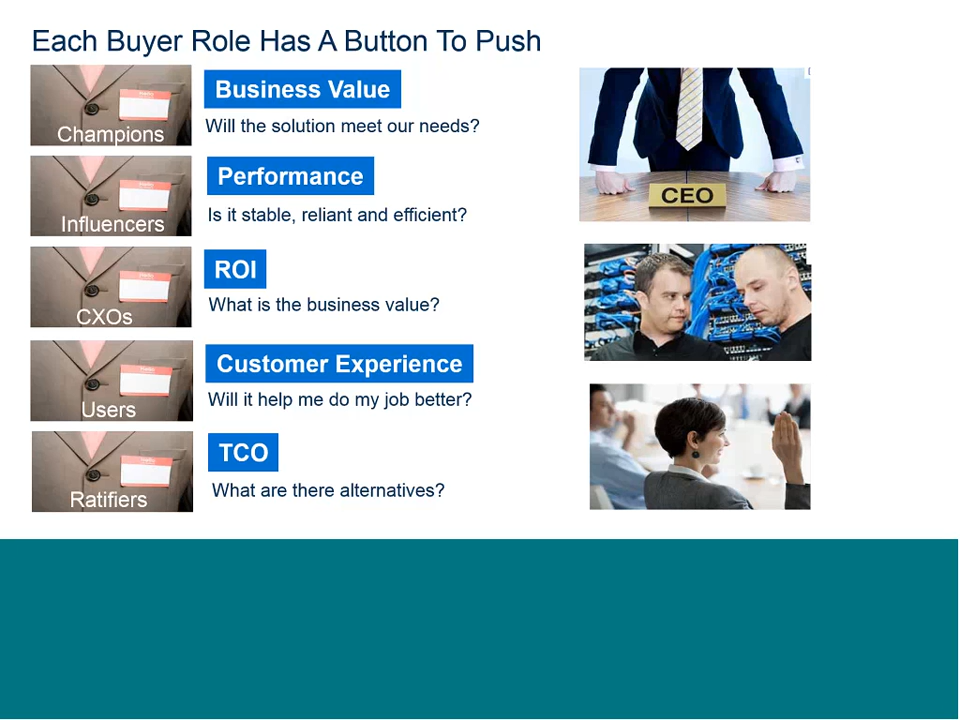 Each Buyer Role Has A Button To Push
Champions
Business Value
Will the solution meet our needs?
Influencers
Performance
Is it stable, reliant and efficient?
CXOs
ROI
What is the business value?
Users
Customer Experience
Will it help me do my job better?
Ratifiers
TCO
What are there alternatives?
CEO